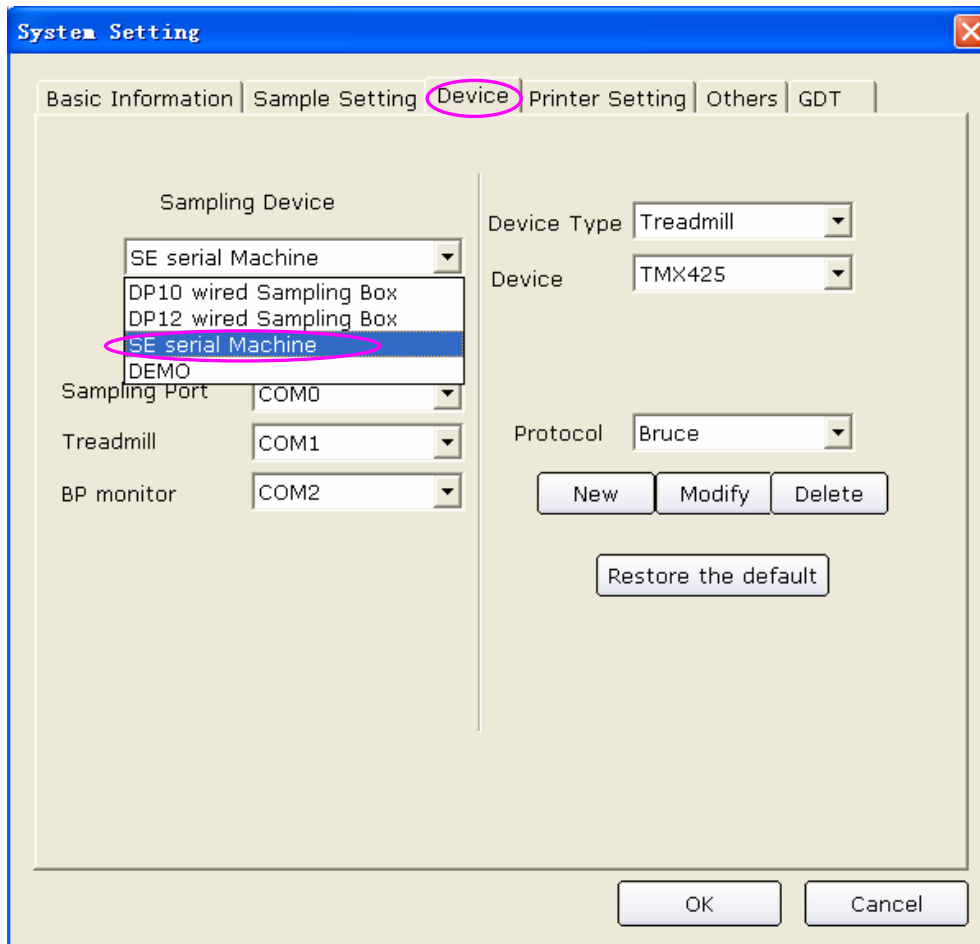 System Setting
Basic Information Sample Setting Device Printer Setting Others GDT
Sampling Device
SE serial Machine
DP10 wired Sampling Box
DP12 wired Sampling Box
SE serial Machine
DEMO
Sampling Port COM0
Treadmill COM1
BP monitor COM2
Device Type Treadmill
Device TMX425
Protocol Bruce
New Modify Delete
Restore the default
OK Cancel